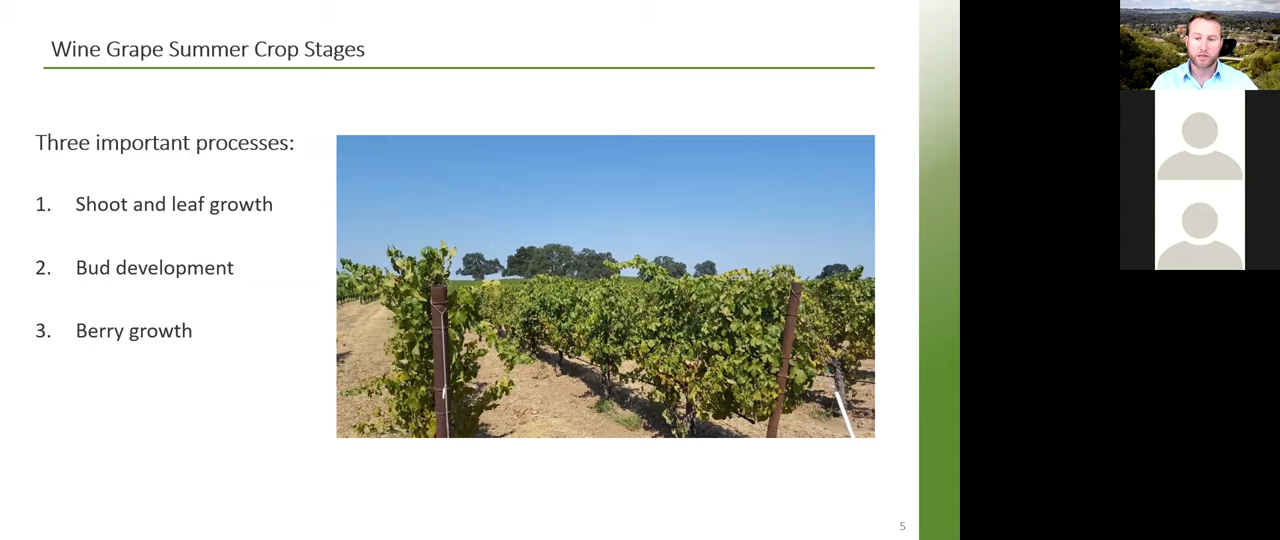 Wine Grape Summer Crop Stages
Three important processes:
1. Shoot and leaf growth
2. Bud development
3. Berry growth
5